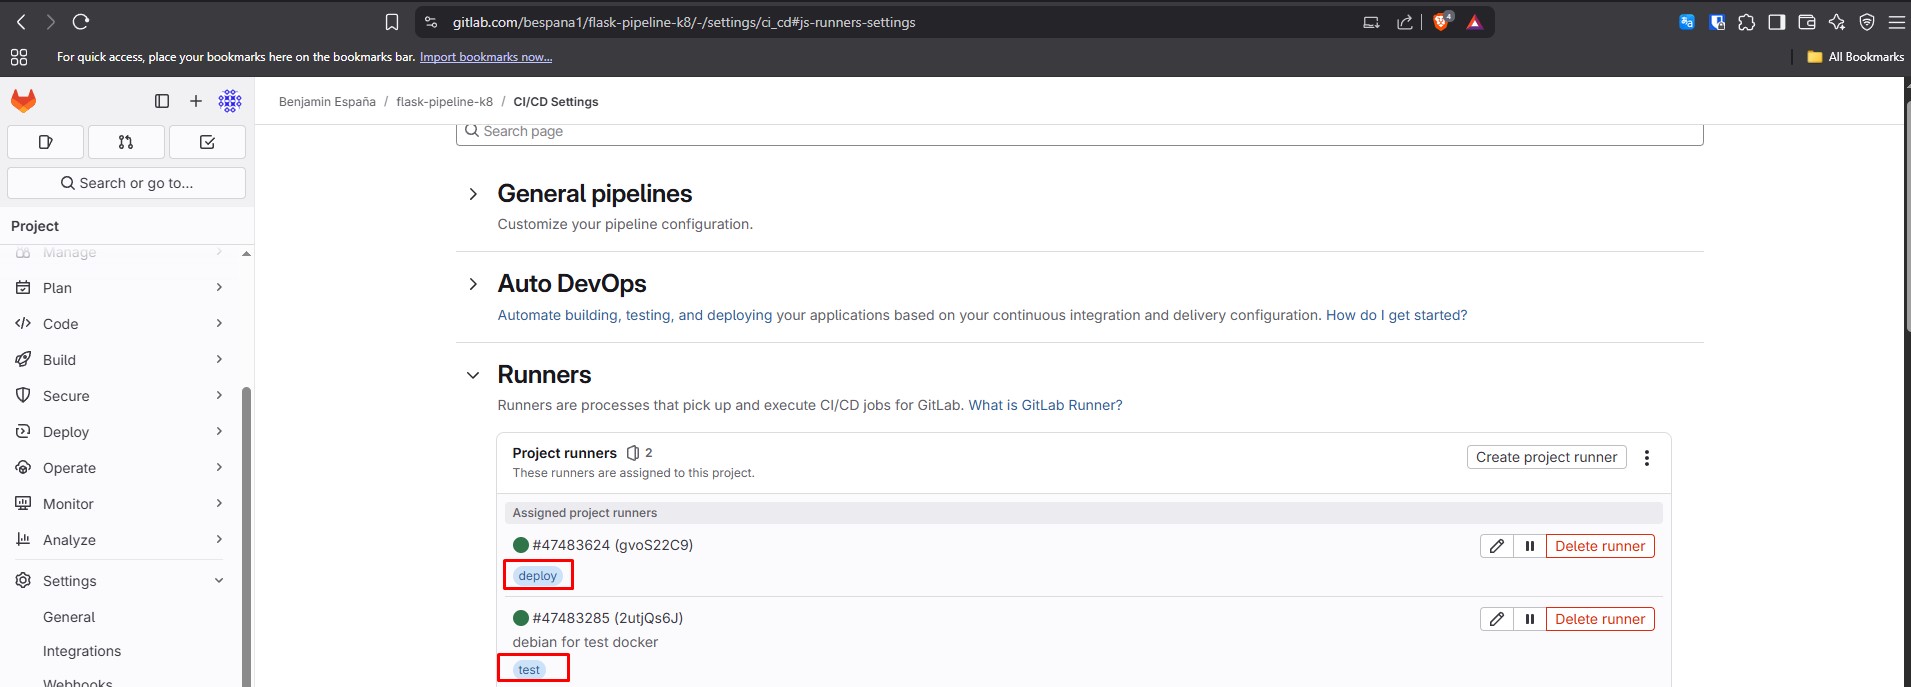 gitlab.com/bespana1/flask-pipeline-k8/-/settings/ci_cd#js-runners-settings
4
For quick access, place your bookmarks here on the bookmarks bar. Import bookmarks now...
All Bookmarks
Benjamin España / flask-pipeline-k8 / CI/CD Settings
Search page
Search or go to...
Project
Manage
Plan
Code
Build
Secure
Deploy
Operate
Monitor
Analyze
Settings
General
Integrations
Webhooks
General pipelines
Customize your pipeline configuration.
Auto DevOps
Automate building, testing, and deploying your applications based on your continuous integration and delivery configuration. How do I get started?
Runners
Runners are processes that pick up and execute CI/CD jobs for GitLab. What is GitLab Runner?
Project runners 2
These runners are assigned to this project.
Create project runner
Assigned project runners
#47483624 (gvoS22C9)
Delete runner
deploy
#47483285 (2utjQs6J)
Delete runner
debian for test docker
test